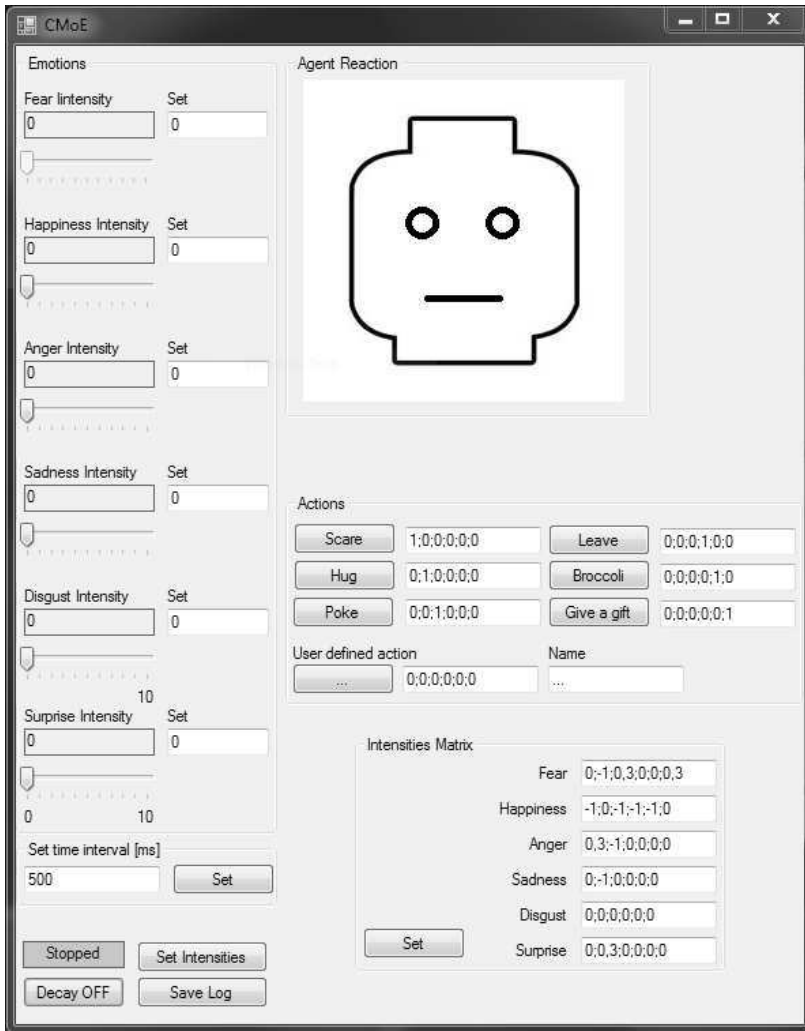 CMoE
Emotions
Fear Iintensity Set
0 0
Happiness Intensity Set
0 0
Anger Intensity Set
0 0
Sadness Intensity Set
0 0
Disgust Intensity Set
0 0
10
Surprise Intensity Set
0 0
0 10
Set time interval [ms]
500 Set
Stopped Set Intensities
Decay OFF Save Log
Agent Reaction
Actions
Scare 1;0;0;0;0;0 Leave 0;0;0;1;0;0
Hug 0;1;0;0;0;0 Broccoli 0;0;0;0;1;0
Poke 0;0;1;0;0;0 Give a gift 0;0;0;0;0;1
User defined action Name
... 0;0;0;0;0;0 ...
Intensities Matrix
Fear 0;-1;0,3;0;0;0,3
Happiness -1;0;-1;-1;-1;0
Anger 0,3;-1;0;0;0;0
Sadness 0;-1;0;0;0;0
Disgust 0;0;0;0;0;0
Set Surprise 0;0,3;0;0;0;0